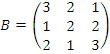 B = ( 3 2 1
1 2 2
2 1 3 )